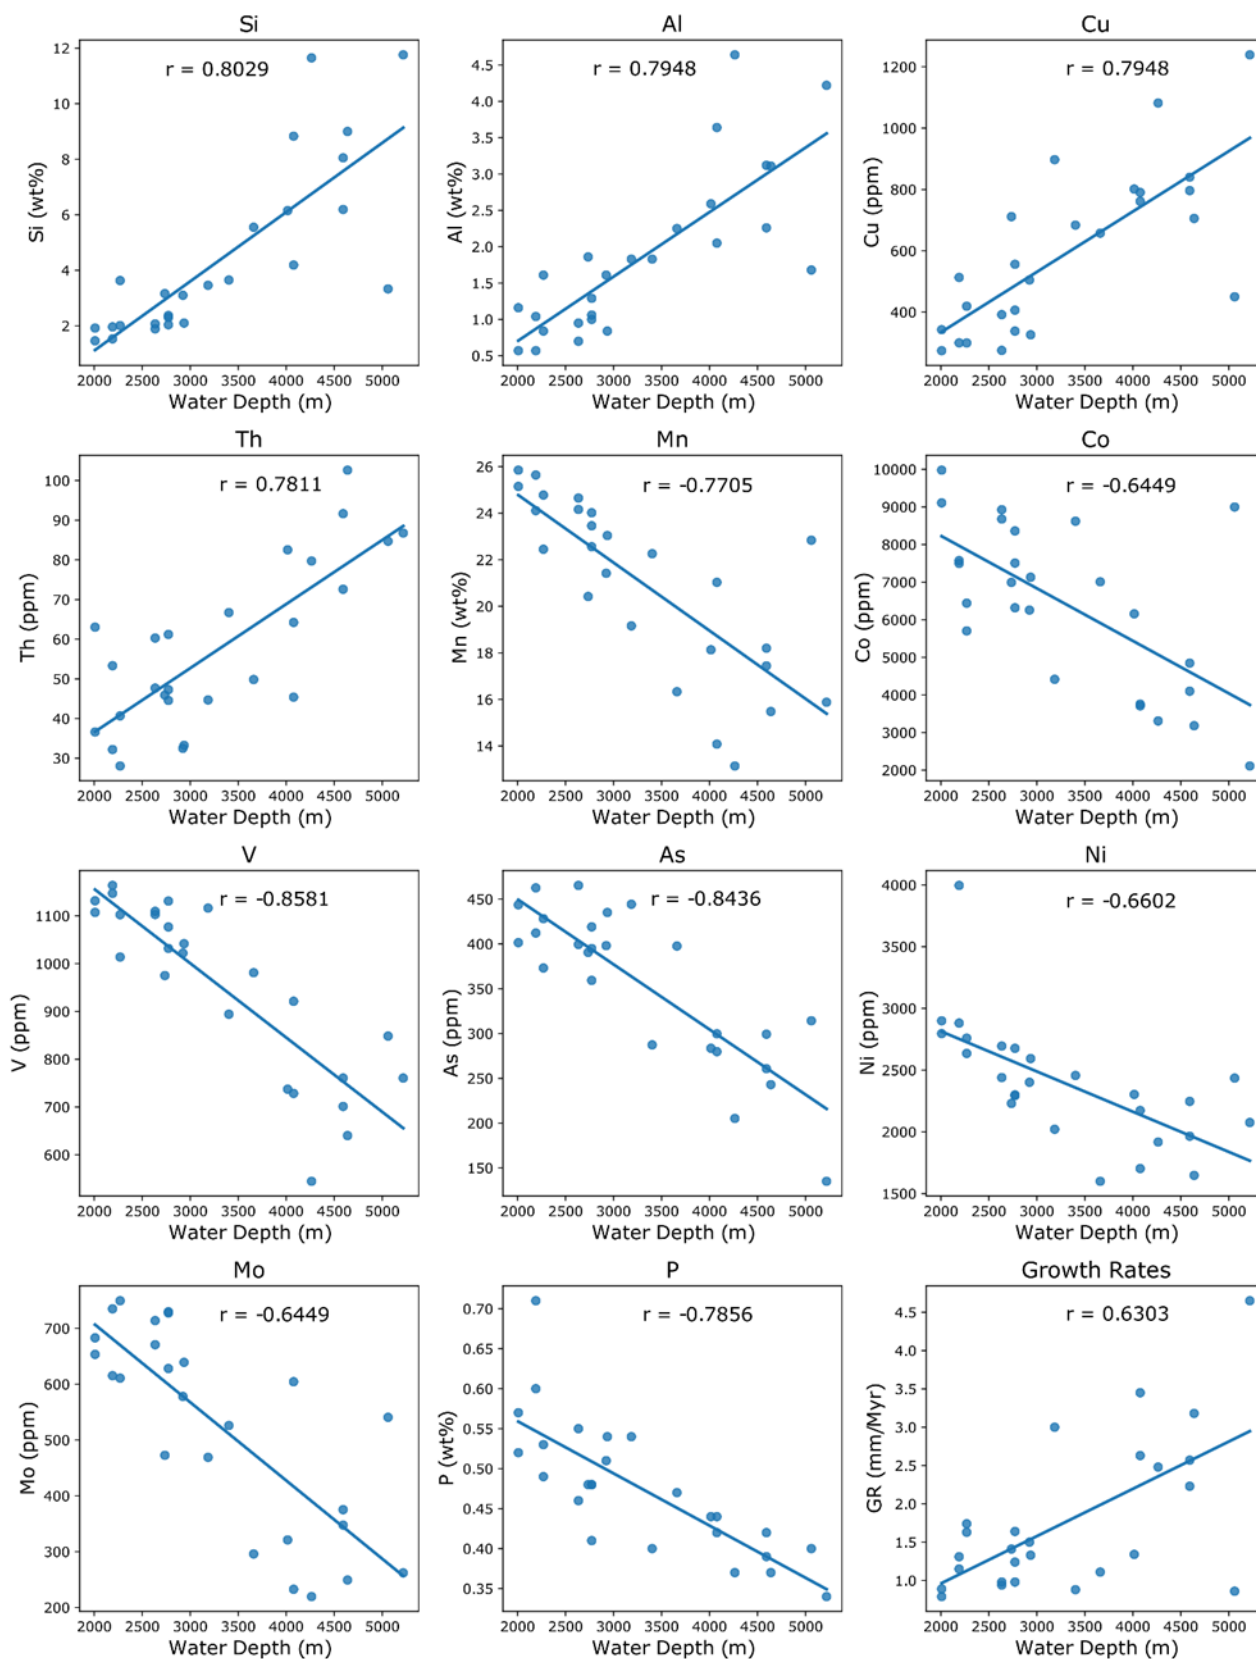 Si
r = 0.8029
Si (wt%)
12
10
8
6
4
2
2000 2500 3000 3500 4000 4500 5000
Water Depth (m)
Al
r = 0.7948
Al (wt%)
4.5
4.0
3.5
3.0
2.5
2.0
1.5
1.0
0.5
2000 2500 3000 3500 4000 4500 5000
Water Depth (m)
Cu
r = 0.7948
Cu (ppm)
1200
1000
800
600
400
2000 2500 3000 3500 4000 4500 5000
Water Depth (m)
Th
r = 0.7811
Th (ppm)
100
90
80
70
60
50
40
30
2000 2500 3000 3500 4000 4500 5000
Water Depth (m)
Mn
r = -0.7705
Mn (wt%)
26
24
22
20
18
16
14
2000 2500 3000 3500 4000 4500 5000
Water Depth (m)
Co
r = -0.6449
Co (ppm)
10000
9000
8000
7000
6000
5000
4000
3000
2000
2000 2500 3000 3500 4000 4500 5000
Water Depth (m)
V
r = -0.8581
V (ppm)
1100
1000
900
800
700
600
2000 2500 3000 3500 4000 4500 5000
Water Depth (m)
As
r = -0.8436
As (ppm)
450
400
350
300
250
200
150
2000 2500 3000 3500 4000 4500 5000
Water Depth (m)
Ni
r = -0.6602
Ni (ppm)
4000
3500
3000
2500
2000
1500
2000 2500 3000 3500 4000 4500 5000
Water Depth (m)
Mo
r = -0.6449
Mo (ppm)
700
600
500
400
300
200
2000 2500 3000 3500 4000 4500 5000
Water Depth (m)
P
r = -0.7856
P (wt%)
0.70
0.65
0.60
0.55
0.50
0.45
0.40
0.35
2000 2500 3000 3500 4000 4500 5000
Water Depth (m)
Growth Rates
r = 0.6303
GR (mm/Myr)
4.5
4.0
3.5
3.0
2.5
2.0
1.5
1.0
2000 2500 3000 3500 4000 4500 5000
Water Depth (m)